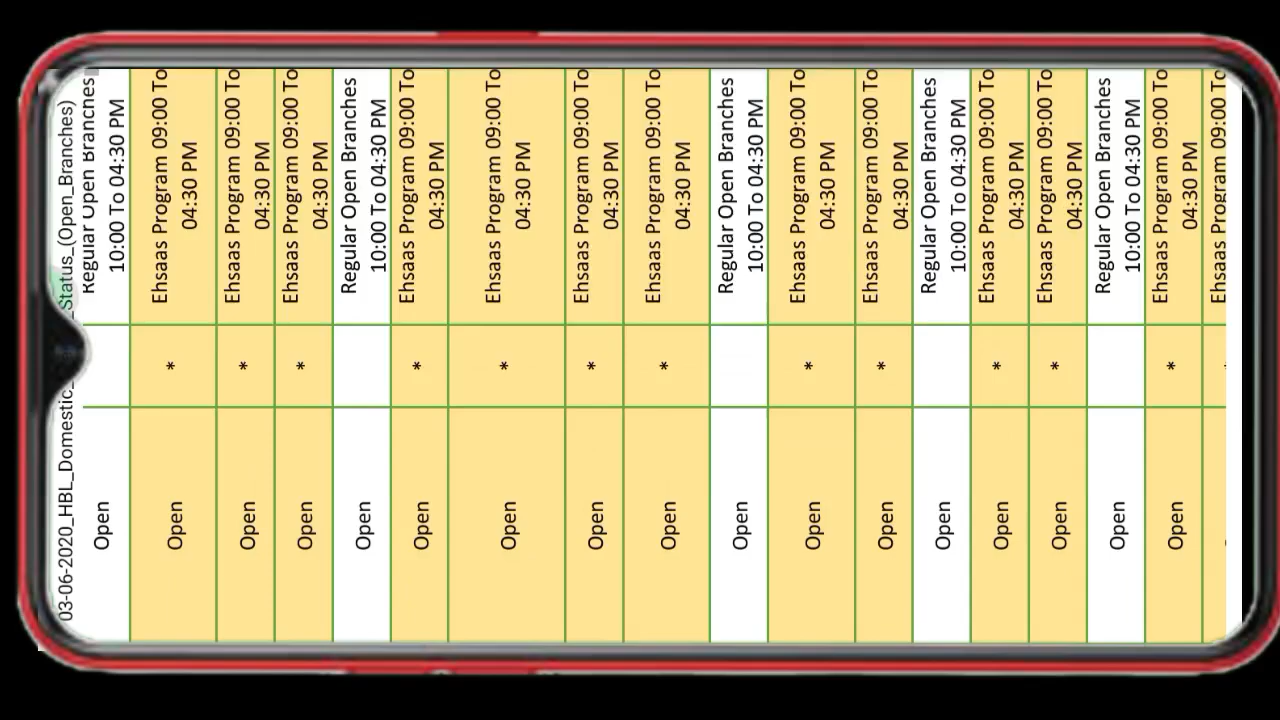 03-06-2020_HBL_Domestic_ _Status_(Open_Branches)
Open Regular Open Branches
10:00 To 04:30 PM
Open * Ehsaas Program 09:00 To
04:30 PM
Open * Ehsaas Program 09:00 To
04:30 PM
Open * Ehsaas Program 09:00 To
04:30 PM
Open Regular Open Branches
10:00 To 04:30 PM
Open * Ehsaas Program 09:00 To
04:30 PM
Open * Ehsaas Program 09:00 To
04:30 PM
Open * Ehsaas Program 09:00 To
04:30 PM
Open * Ehsaas Program 09:00 To
04:30 PM
Open Regular Open Branches
10:00 To 04:30 PM
Open * Ehsaas Program 09:00 To
04:30 PM
Open * Ehsaas Program 09:00 To
04:30 PM
Open Regular Open Branches
10:00 To 04:30 PM
Open * Ehsaas Program 09:00 To
04:30 PM
Open * Ehsaas Program 09:00 To
04:30 PM
Open Regular Open Branches
10:00 To 04:30 PM
Open * Ehsaas Program 09:00 To
04:30 PM
Ehsaas Program 09:00 To